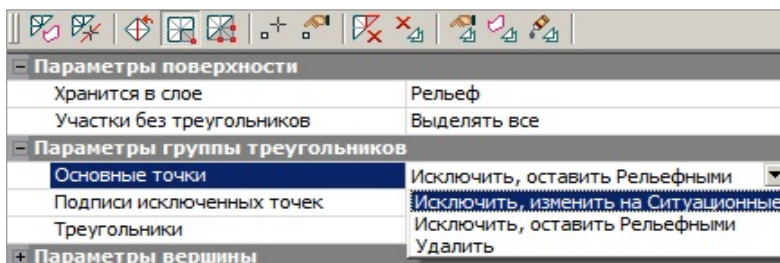 Параметры поверхности
Хранится в слое Рельеф
Участки без треугольников Выделять все
Параметры группы треугольников
Основные точки Исключить, оставить Рельефными
Подписи исключенных точек Исключить, изменить на Ситуационные
Исключить, оставить Рельефными
Треугольники Удалить
Параметры вершины